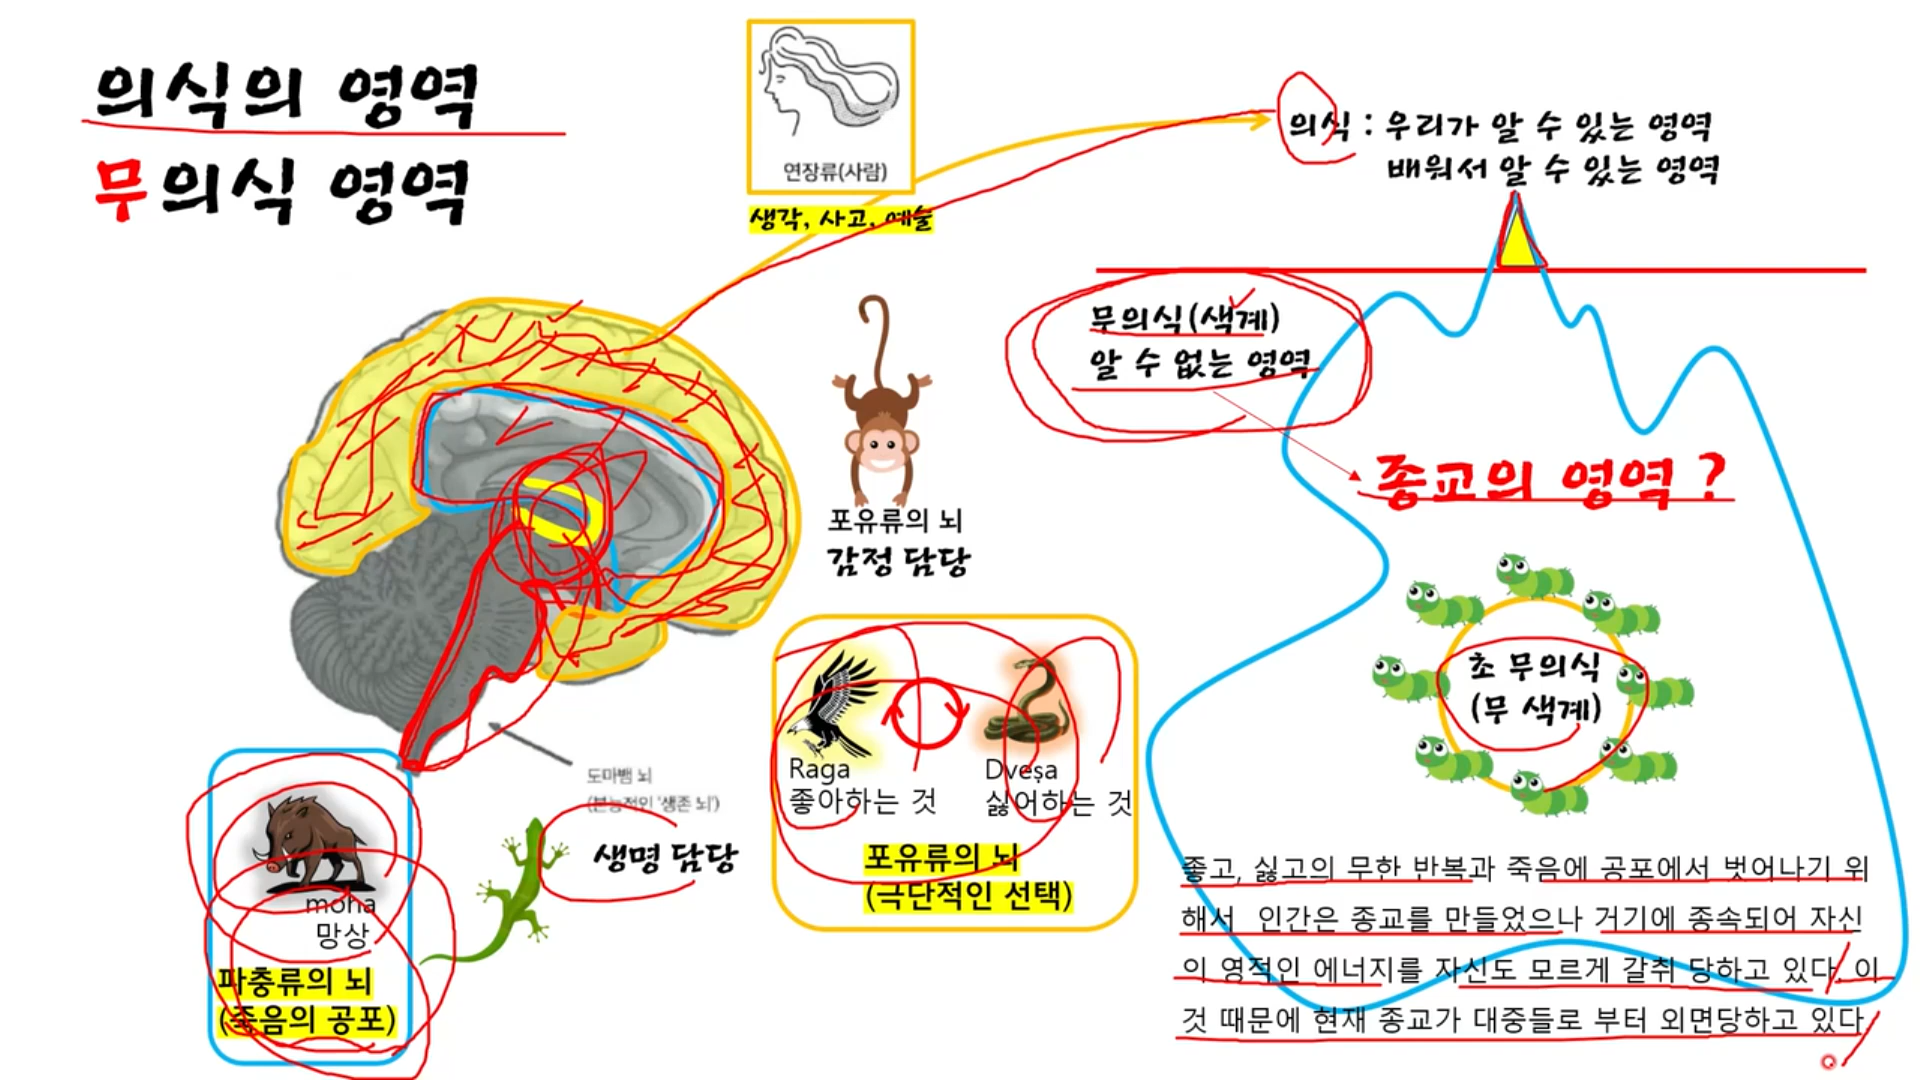 의식의 영역
무의식 영역
연장류(사람)
생각, 사고, 예술
의식 : 우리가 알 수 있는 영역
배워서 알 수 있는 영역
무의식(색계)
알 수 없는 영역
종교의 영역 ?
포유류의 뇌
감정 담당
초 무의식
(무 색계)
도마뱀 뇌
(본능적인 '생존 뇌')
생명 담당
Raga
좋아하는 것
Dveṣa
싫어하는 것
포유류의 뇌
(극단적인 선택)
moha
망상
파충류의 뇌
(죽음의 공포)
좋고, 싫고의 무한 반복과 죽음에 공포에서 벗어나기 위
해서 인간은 종교를 만들었으나 거기에 종속되어 자신
이 영적인 에너지를 자신도 모르게 갈취 당하고 있다. 이
것 때문에 현재 종교가 대중들로 부터 외면당하고 있다.